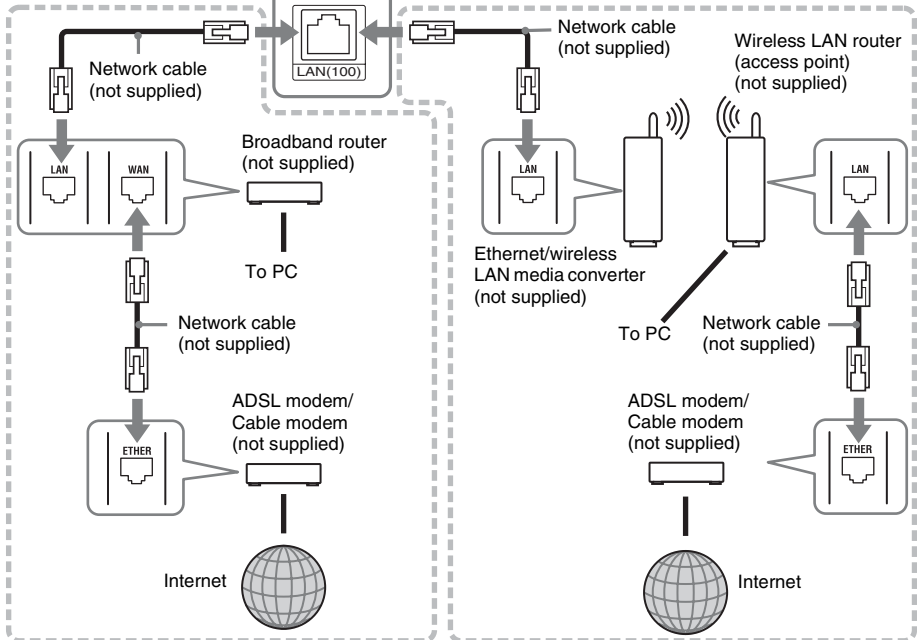 LAN(100)
Network cable
(not supplied)
LAN
WAN
Broadband router
(not supplied)
To PC
Network cable
(not supplied)
ADSL modem/
Cable modem
(not supplied)
ETHER
Internet
Network cable
(not supplied)
Wireless LAN router
(access point)
(not supplied)
LAN
LAN
Ethernet/wireless
LAN media converter
(not supplied)
To PC
Network cable
(not supplied)
ADSL modem/
Cable modem
(not supplied)
ETHER
Internet